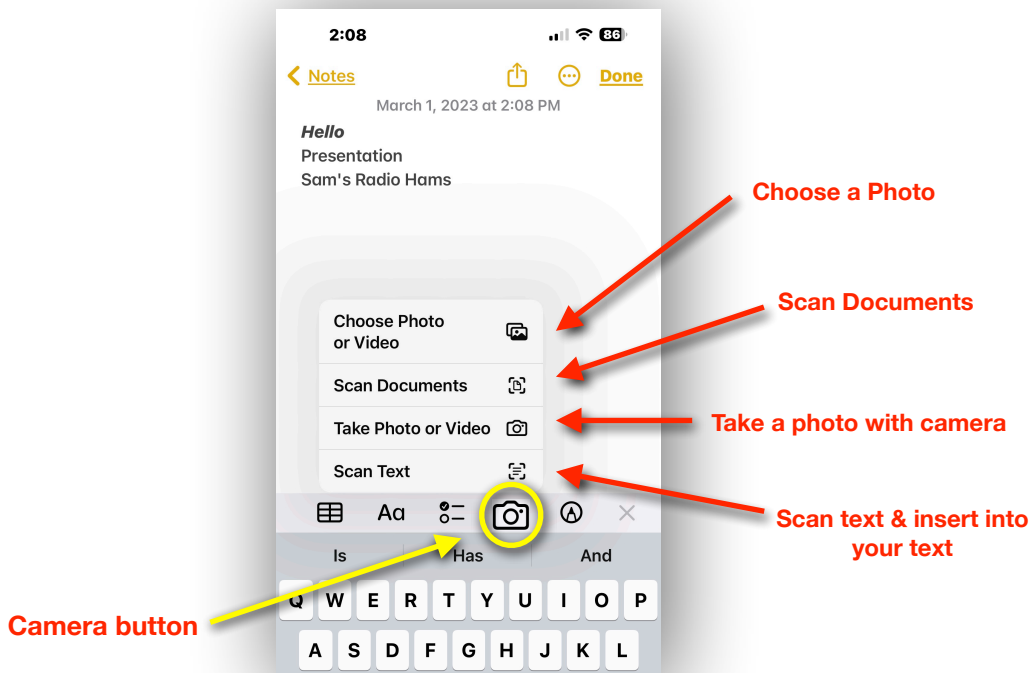 2:08
86
Notes
Done
March 1, 2023 at 2:08 PM
Hello
Presentation
Sam's Radio Hams
Choose a Photo
Scan Documents
Choose Photo
or Video
Scan Documents
Take Photo or Video
Take a photo with camera
Scan Text
Aa
Scan text & insert into
your text
Is
Has
And
Q W E R T Y U I O P
Camera button
A S D F G H J K L